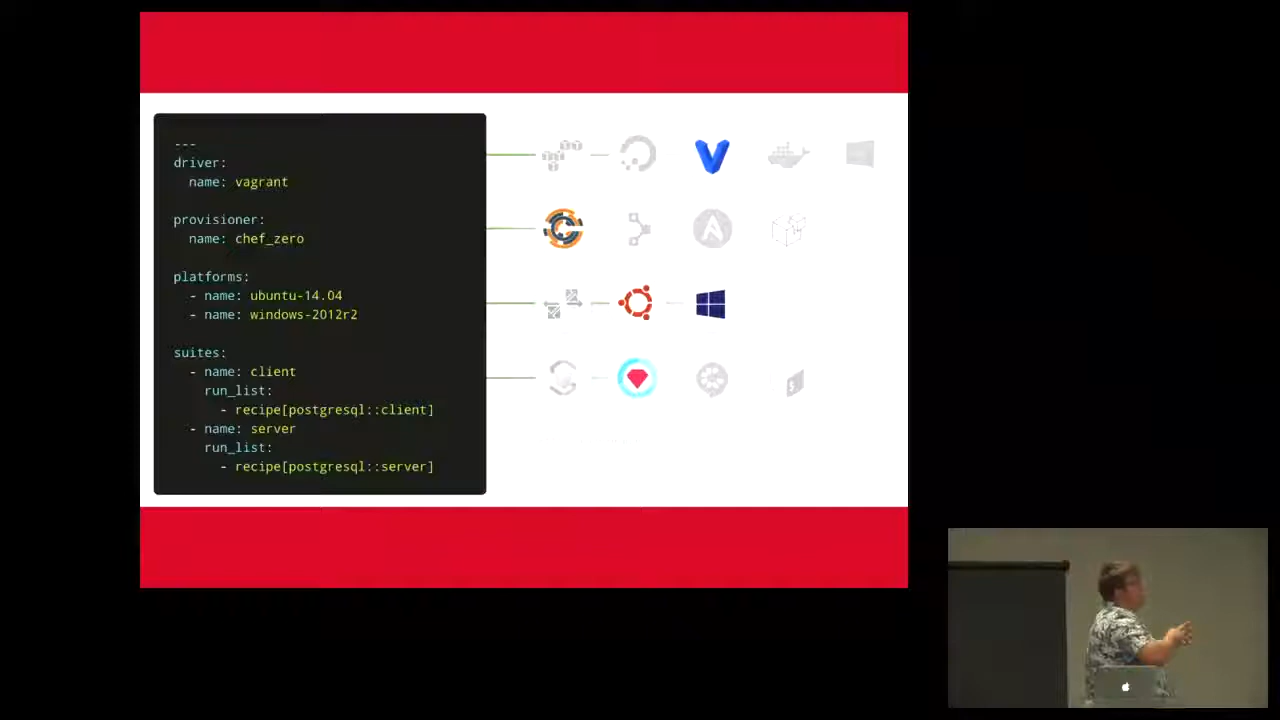 ---
driver:
name: vagrant
provisioner:
name: chef_zero
platforms:
- name: ubuntu-14.04
- name: windows-2012r2
suites:
- name: client
run_list:
- recipe[postgresql::client]
- name: server
run_list:
- recipe[postgresql::server]